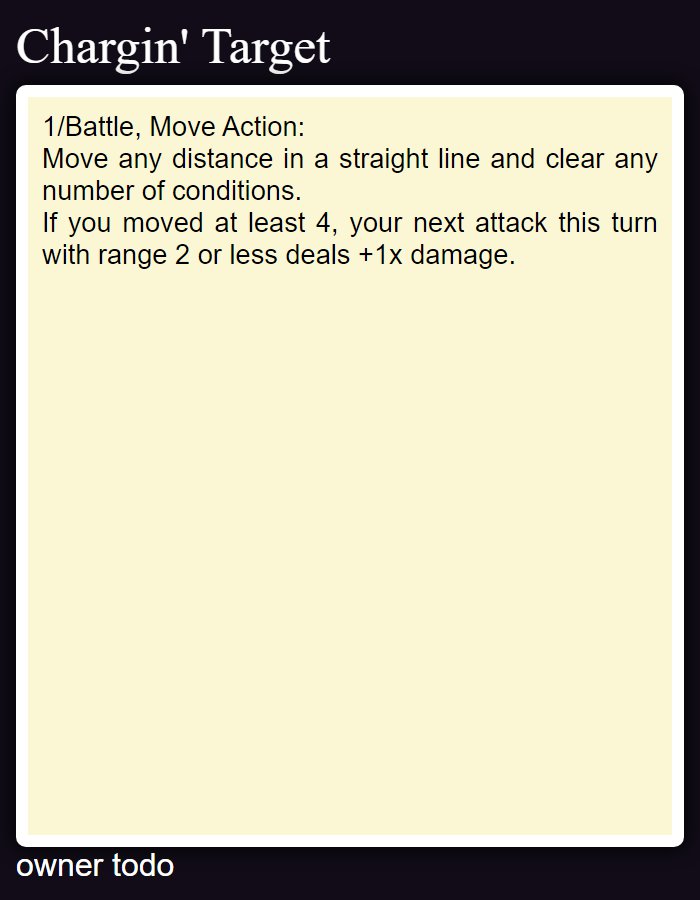 Chargin' Target
1/Battle, Move Action:
Move any distance in a straight line and clear any
number of conditions.
If you moved at least 4, your next attack this turn
with range 2 or less deals +1x damage.
owner todo